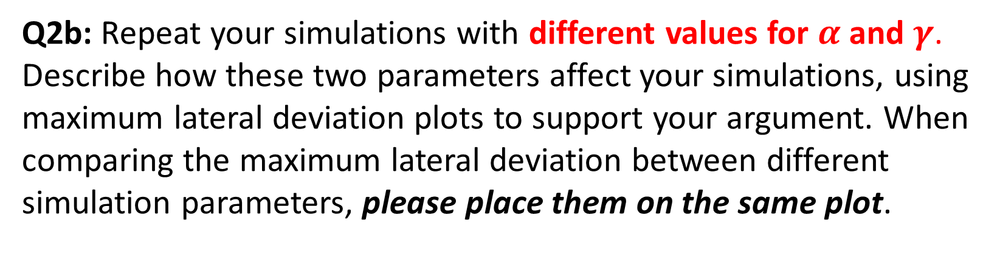 Q2b: Repeat your simulations with different values for α and γ.
Describe how these two parameters affect your simulations, using
maximum lateral deviation plots to support your argument. When
comparing the maximum lateral deviation between different
simulation parameters, please place them on the same plot.